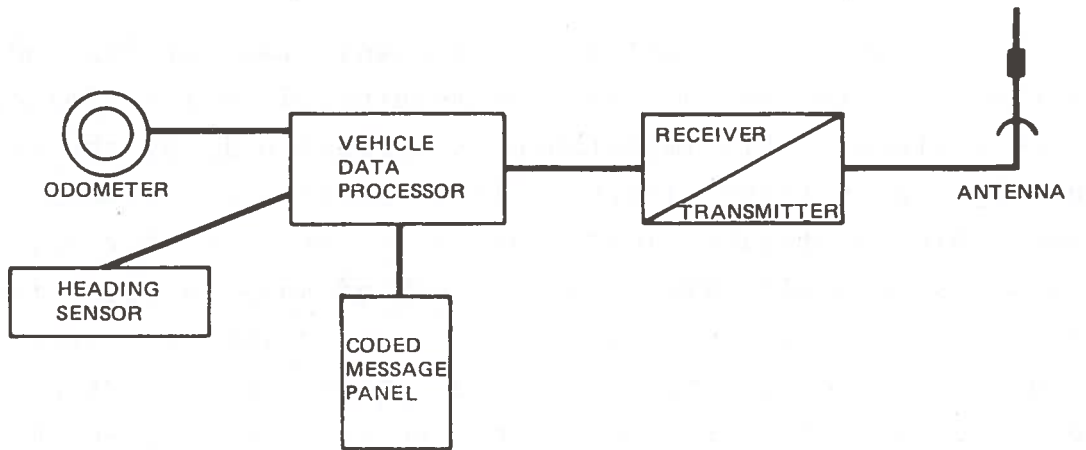 ODOMETER
HEADING
SENSOR
VEHICLE
DATA
PROCESSOR
CODED
MESSAGE
PANEL
RECEIVER
TRANSMITTER
ANTENNA